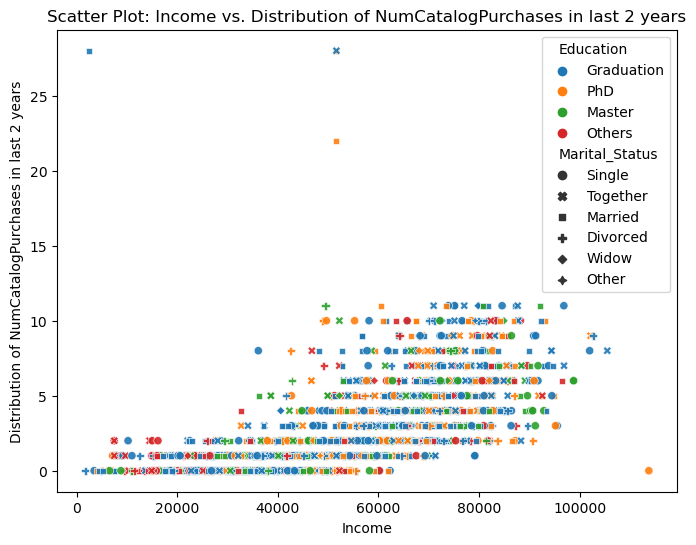 Scatter Plot: Income vs. Distribution of NumCatalogPurchases in last 2 years
Distribution of NumCatalogPurchases in last 2 years
25
20
15
10
5
0
Education
Graduation
PhD
Master
Others
Marital_Status
Single
Together
Married
Divorced
Widow
Other
0 20000 40000 60000 80000 100000
Income